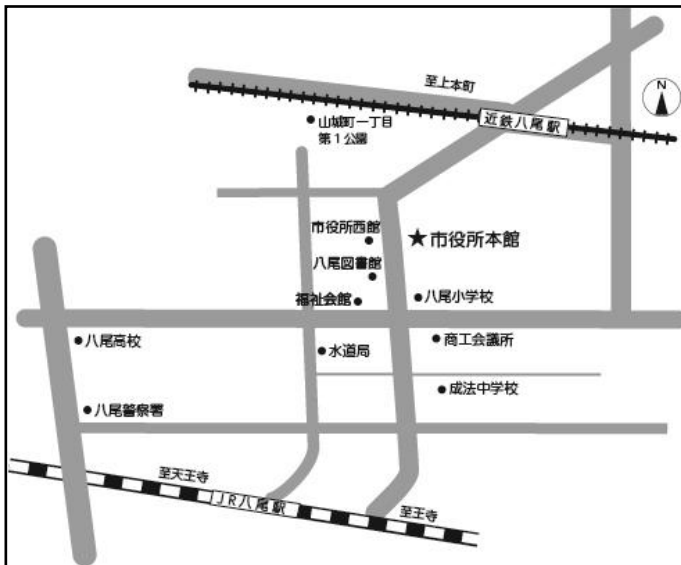 至上本町
N
近鉄八尾駅
山城町一丁目
第1公園
市役所西館
★市役所本館
八尾図書館
福祉会館
八尾小学校
八尾高校
水道局
商工会議所
成法中学校
八尾警察署
至天王寺
JR八尾駅
至王寺